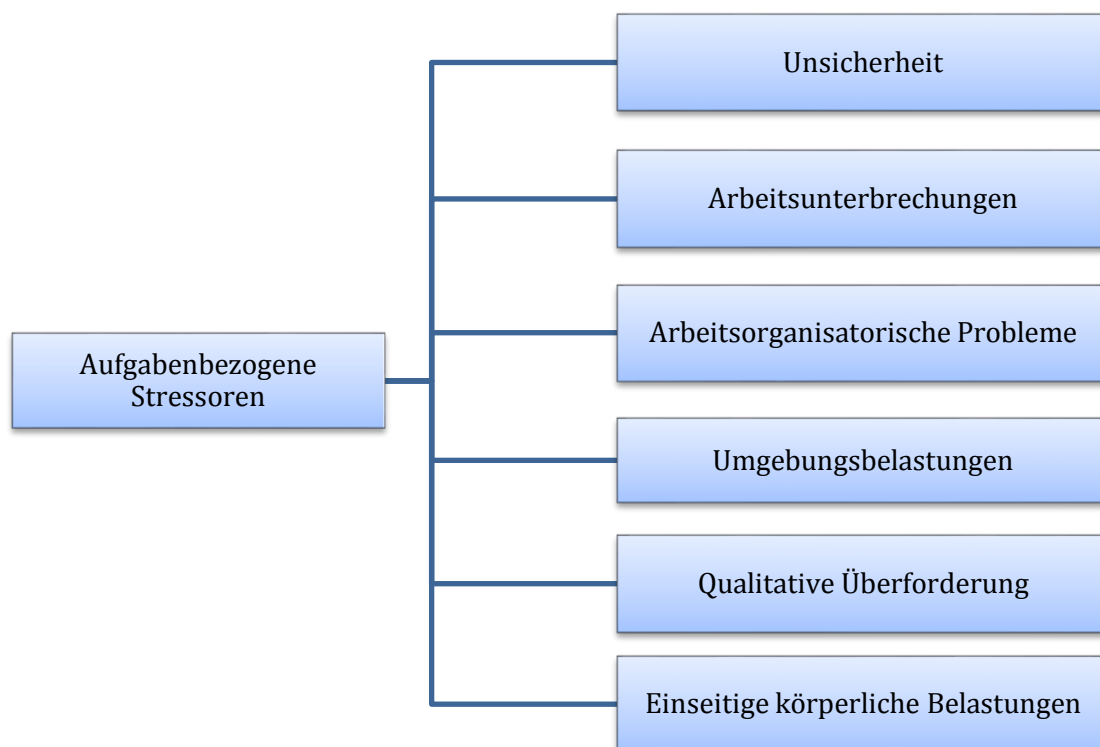 Unsicherheit
Arbeitsunterbrechungen
Arbeitsorganisatorische Probleme
Aufgabenbezogene
Stressoren
Umgebungsbelastungen
Qualitative Überforderung
Einseitige körperliche Belastungen